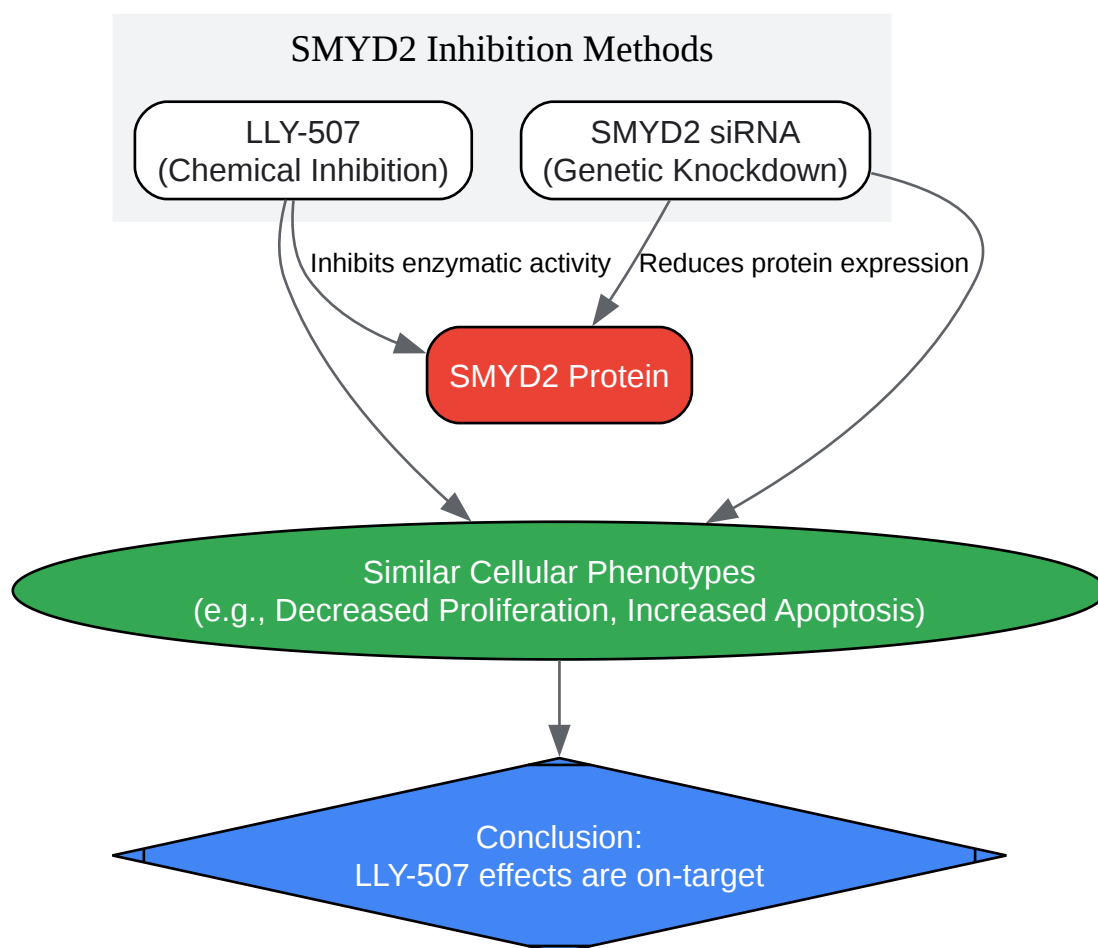 SMYD2 Inhibition Methods
LLY-507
(Chemical Inhibition)
SMYD2 siRNA
(Genetic Knockdown)
Inhibits enzymatic activity
Reduces protein expression
SMYD2 Protein
Similar Cellular Phenotypes
(e.g., Decreased Proliferation, Increased Apoptosis)
Conclusion:
LLY-507 effects are on-target